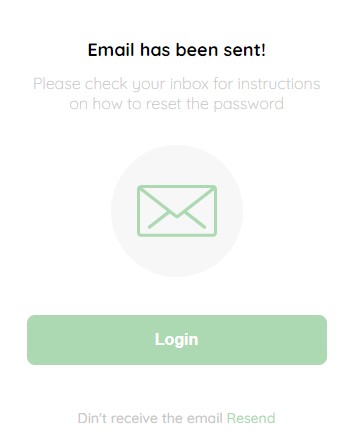 Email has been sent!
Please check your inbox for instructions
on how to reset the password
Login
Din't receive the email Resend